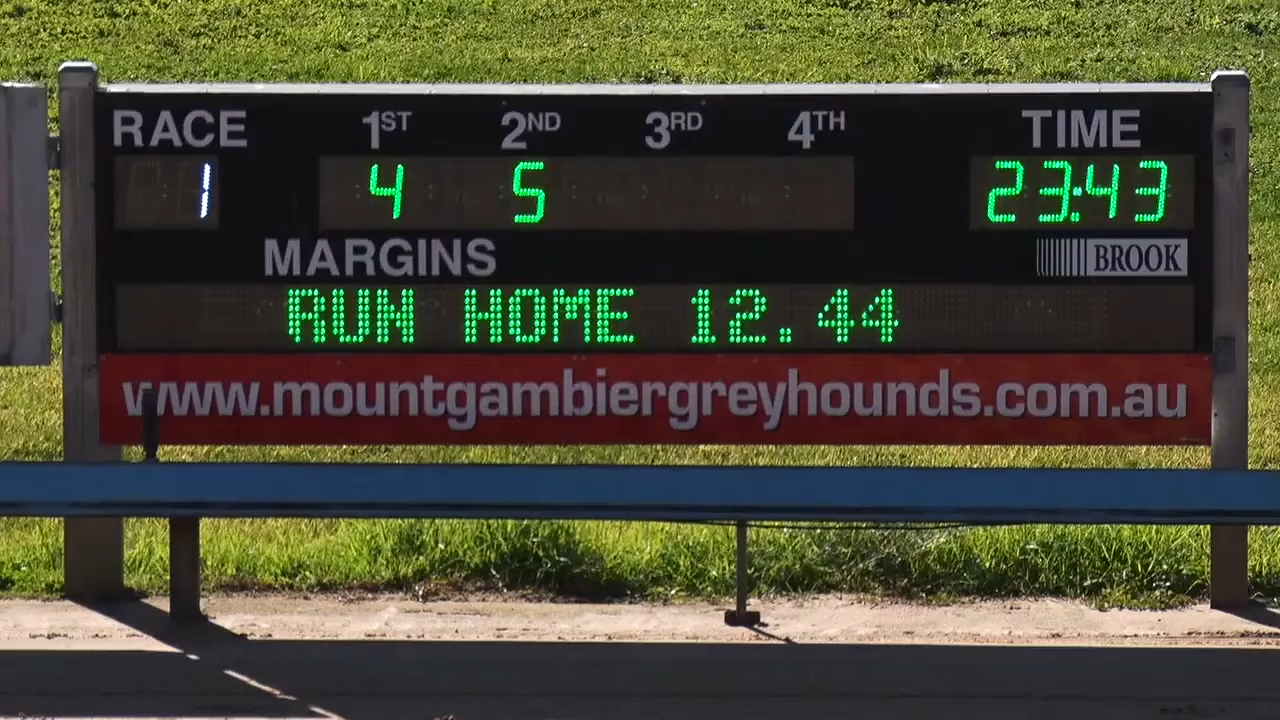 RACE 1ST 2ND 3RD 4TH TIME
1 4 5 23:43
MARGINS BROOK
RUN HOME 12.44
www.mountgambiergreyhounds.com.au